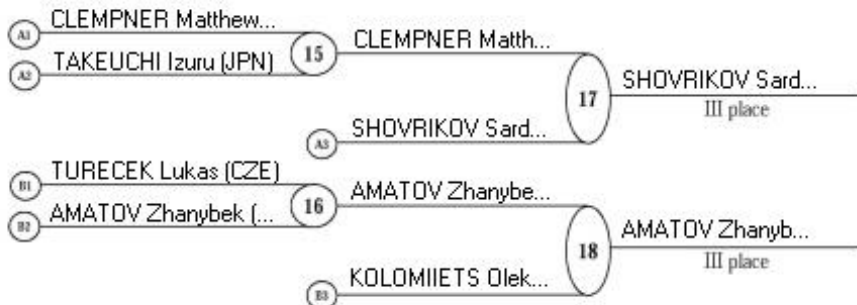 CLEMPNER Matthew...
A1
15
CLEMPNER Matth...
TAKEUCHI Izuru (JPN)
A2
17
SHOVRIKOV Sard...
III place
SHOVRIKOV Sard...
A3
TURECEK Lukas (CZE)
B1
16
AMATOV Zhanybe...
AMATOV Zhanybek (...
B2
18
AMATOV Zhanyb...
III place
KOLOMIIETS Olek...
B3